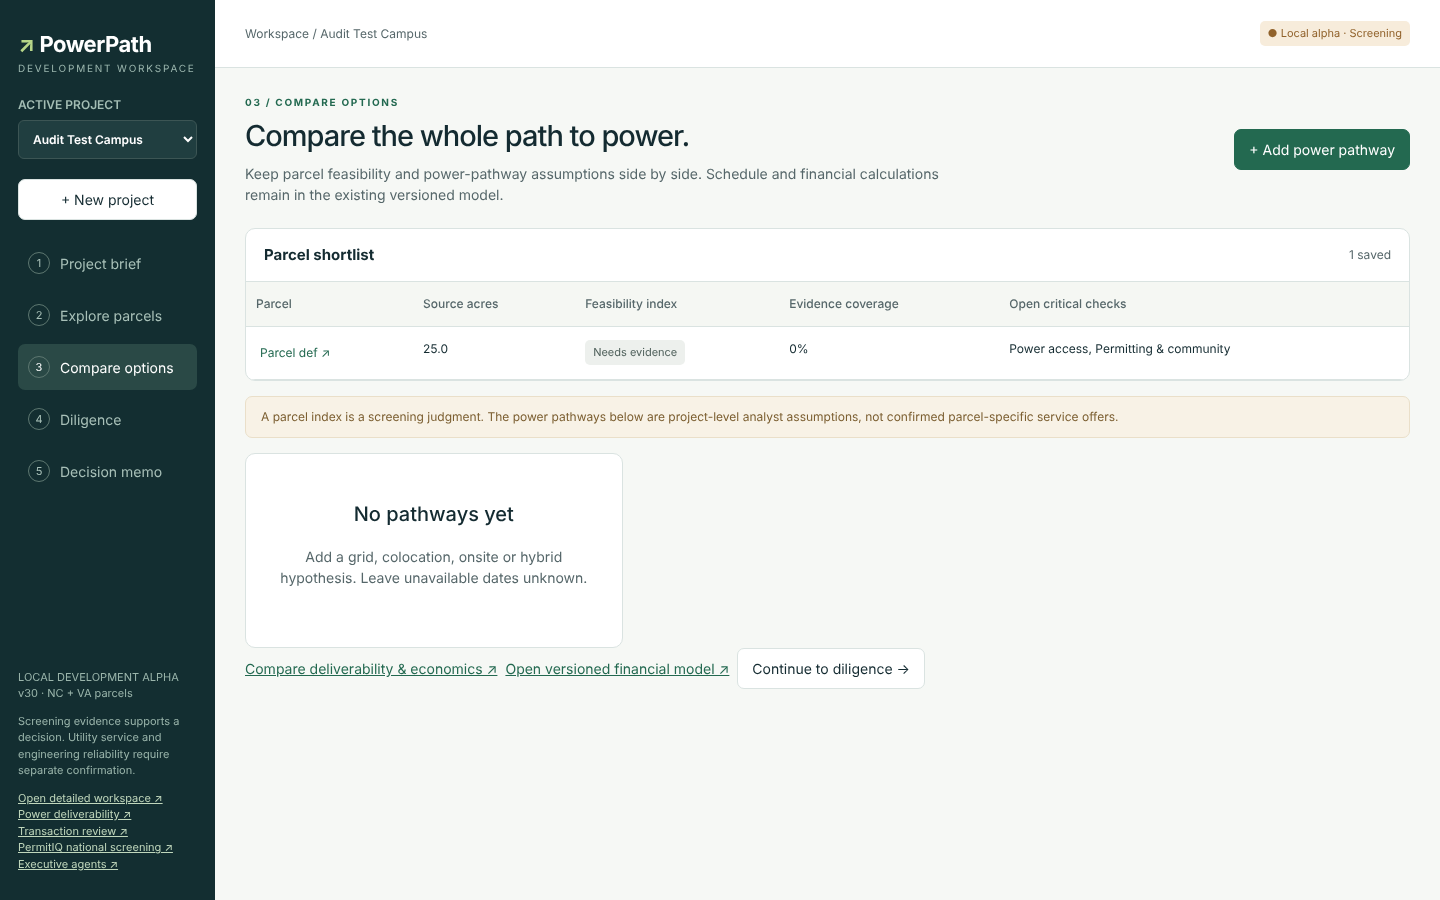 ↗ PowerPath
DEVELOPMENT WORKSPACE
ACTIVE PROJECT
Audit Test Campus
+ New project
1 Project brief
2 Explore parcels
3 Compare options
4 Diligence
5 Decision memo
LOCAL DEVELOPMENT ALPHA
v30 · NC + VA parcels
Screening evidence supports a
decision. Utility service and
engineering reliability require
separate confirmation.
Open detailed workspace ↗
Power deliverability ↗
Transaction review ↗
PermitIQ national screening ↗
Executive agents ↗
Workspace / Audit Test Campus
● Local alpha · Screening
03 / COMPARE OPTIONS
Compare the whole path to power.
Keep parcel feasibility and power-pathway assumptions side by side. Schedule and financial calculations
remain in the existing versioned model.
+ Add power pathway
Parcel shortlist
1 saved
Parcel Source acres Feasibility index Evidence coverage Open critical checks
Parcel def ↗ 25.0 Needs evidence 0% Power access, Permitting & community
A parcel index is a screening judgment. The power pathways below are project-level analyst assumptions, not confirmed parcel-specific service offers.
No pathways yet
Add a grid, colocation, onsite or hybrid
hypothesis. Leave unavailable dates unknown.
Compare deliverability & economics ↗ Open versioned financial model ↗ Continue to diligence →